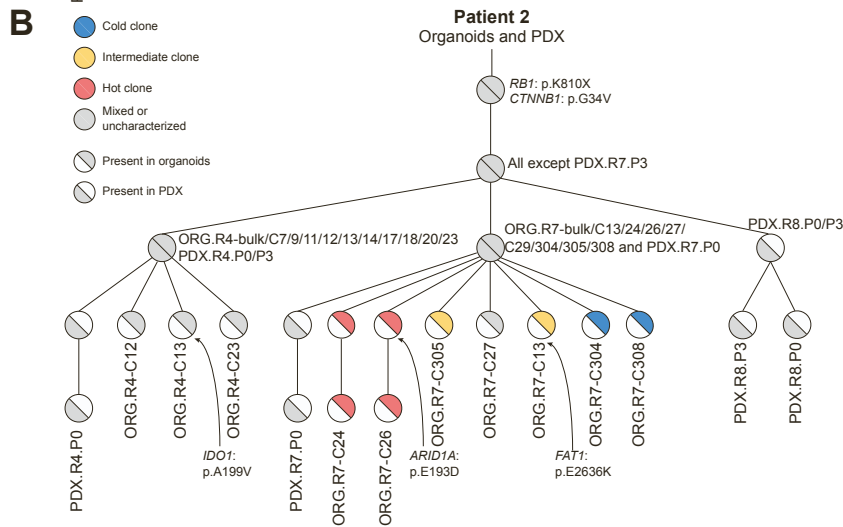 B
Patient 2
Organoids and PDX
Cold clone
Intermediate clone
Hot clone
Mixed or
uncharacterized
Present in organoids
Present in PDX
RB1: p.K810X
CTNNB1: p.G34V
All except PDX.R7.P3
ORG.R4-bulk/C7/9/11/12/13/14/17/18/20/23
PDX.R4.P0/P3
ORG.R7-bulk/C13/24/26/27/
C29/304/305/308 and PDX.R7.P0
PDX.R8.P0/P3
PDX.R4.P0
ORG.R4-C12
ORG.R4-C13
ORG.R4-C23
PDX.R7.P0
ORG.R7-C24
ORG.R7-C26
ORG.R7-C305
ORG.R7-C27
ORG.R7-C13
ORG.R7-C304
ORG.R7-C308
PDX.R8.P3
PDX.R8.P0
IDO1:
p.A199V
ARID1A:
p.E193D
FAT1:
p.E2636K